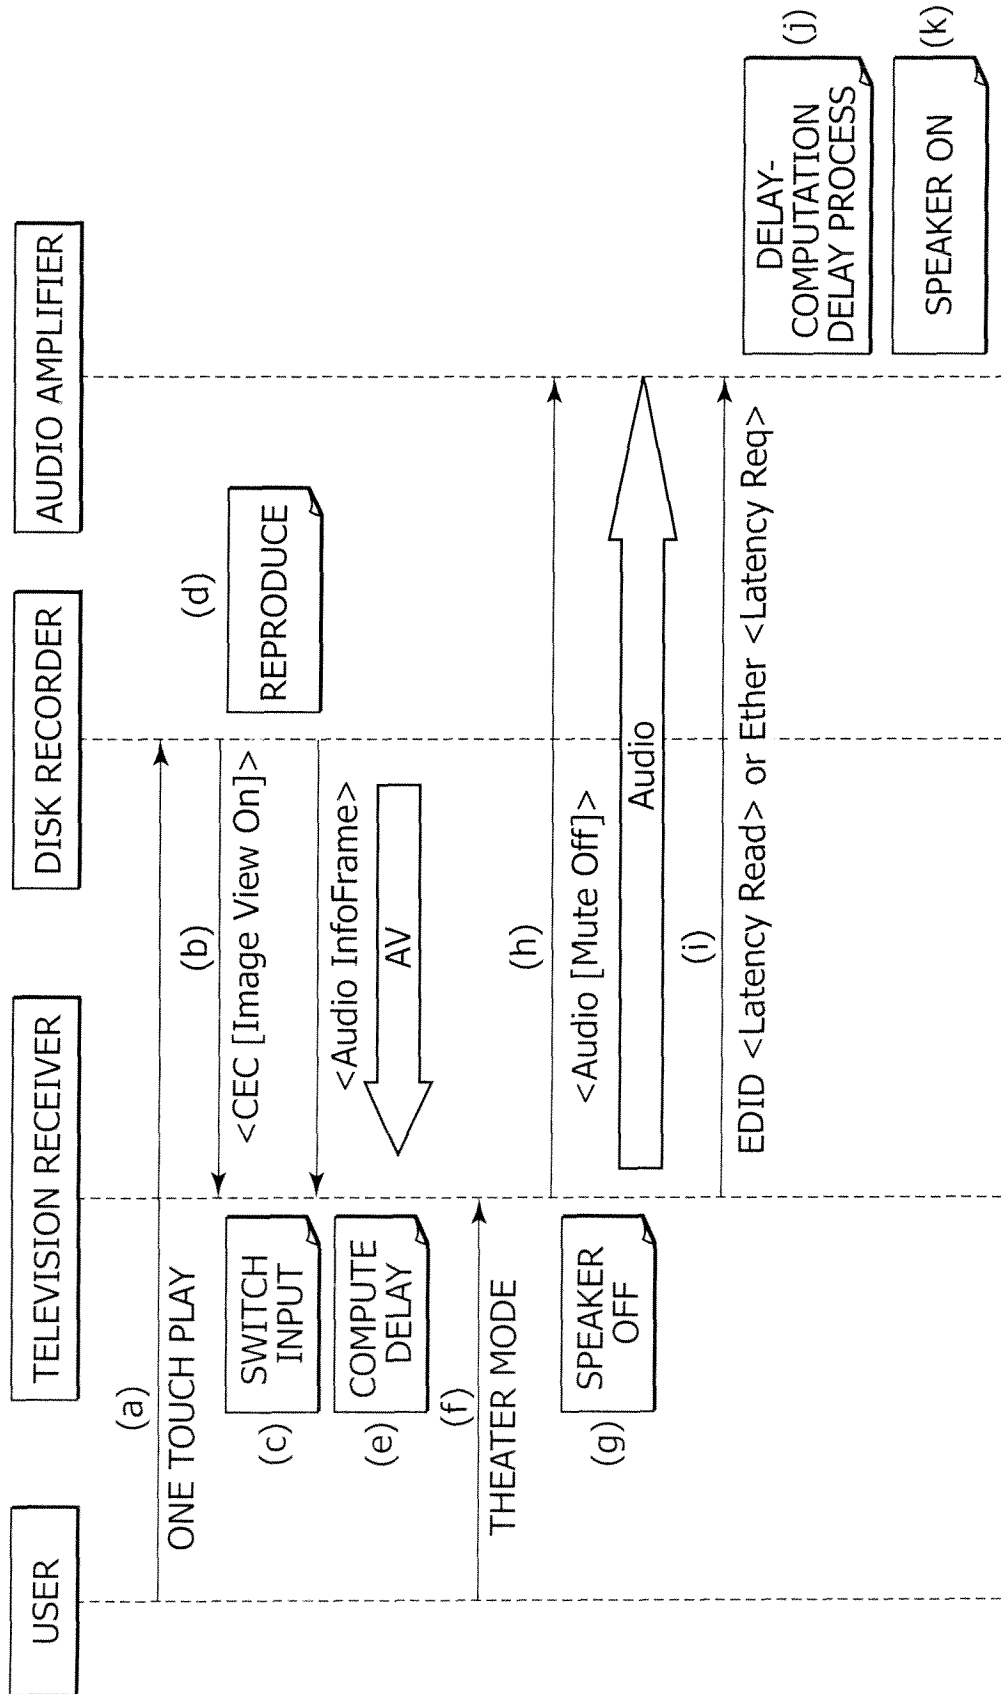 USER
TELEVISION RECEIVER
DISK RECORDER
AUDIO AMPLIFIER
(a)
ONE TOUCH PLAY
(b)
<CEC [Image View On]>
(c)
SWITCH
INPUT
(d)
REPRODUCE
<Audio InfoFrame>
(e)
COMPUTE
DELAY
AV
(f)
THEATER MODE
(g)
SPEAKER
OFF
(h)
<Audio [Mute Off]>
Audio
(i)
EDID <Latency Read> or Ether <Latency Req>
(j)
DELAY-
COMPUTATION
DELAY PROCESS
(k)
SPEAKER ON